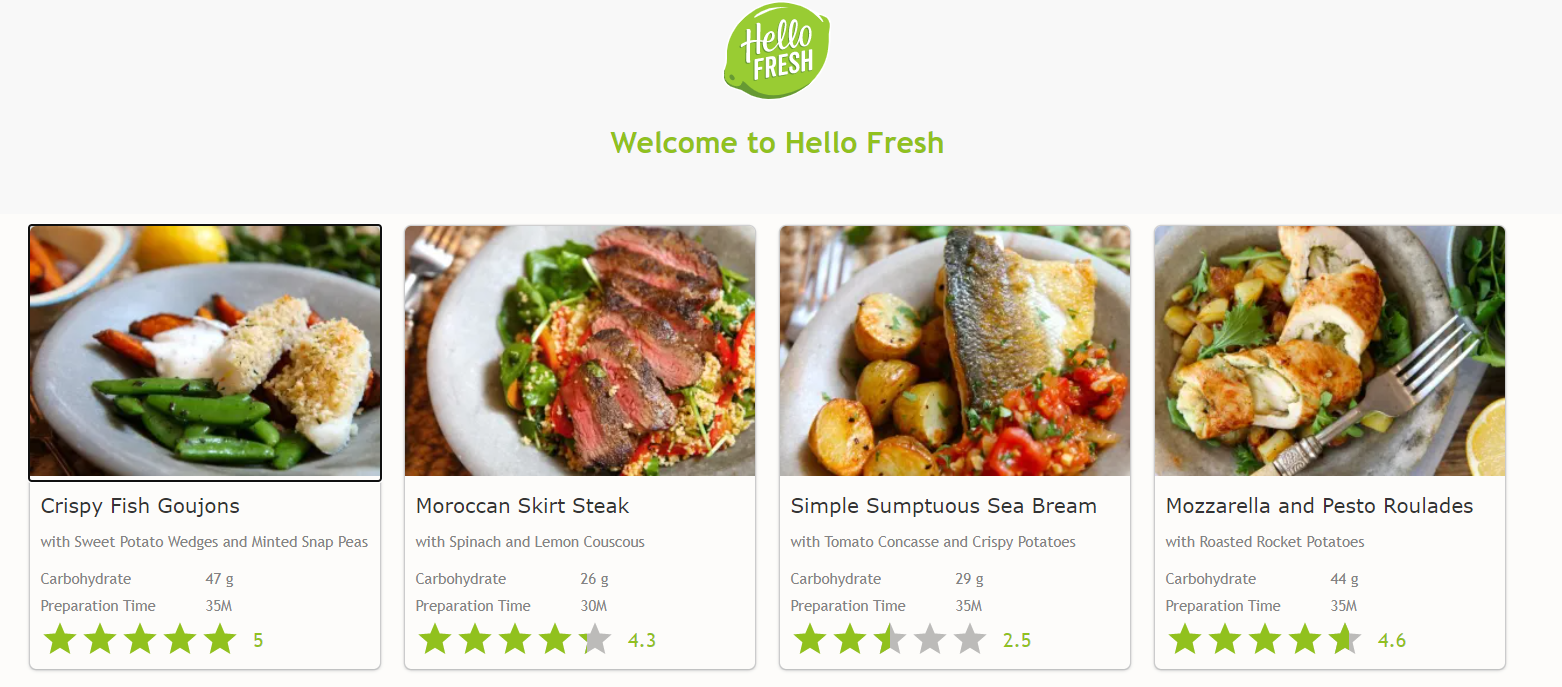 Hello
FRESH
Welcome to Hello Fresh
Crispy Fish Goujons
with Sweet Potato Wedges and Minted Snap Peas
Carbohydrate 47 g
Preparation Time 35M
5
Moroccan Skirt Steak
with Spinach and Lemon Couscous
Carbohydrate 26 g
Preparation Time 30M
4.3
Simple Sumptuous Sea Bream
with Tomato Concasse and Crispy Potatoes
Carbohydrate 29 g
Preparation Time 35M
2.5
Mozzarella and Pesto Roulades
with Roasted Rocket Potatoes
Carbohydrate 44 g
Preparation Time 35M
4.6